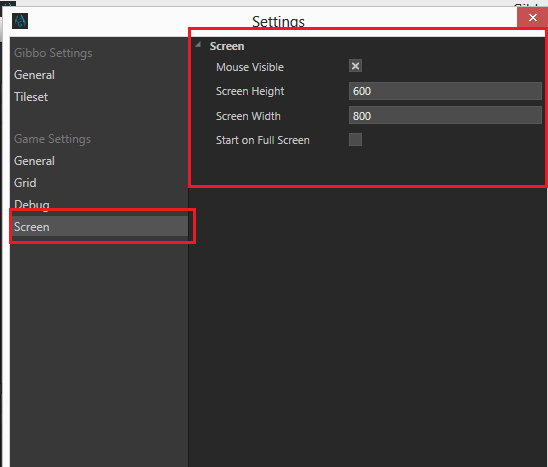 Gibbo
Settings
Gibbo Settings
General
Tileset
Game Settings
General
Grid
Debug
Screen
Screen
Mouse Visible
Screen Height 600
Screen Width 800
Start on Full Screen